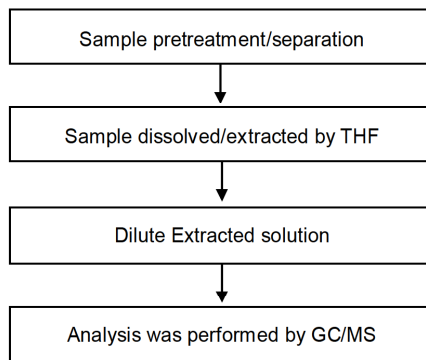 Sample pretreatment/separation
Sample dissolved/extracted by THF
Dilute Extracted solution
Analysis was performed by GC/MS